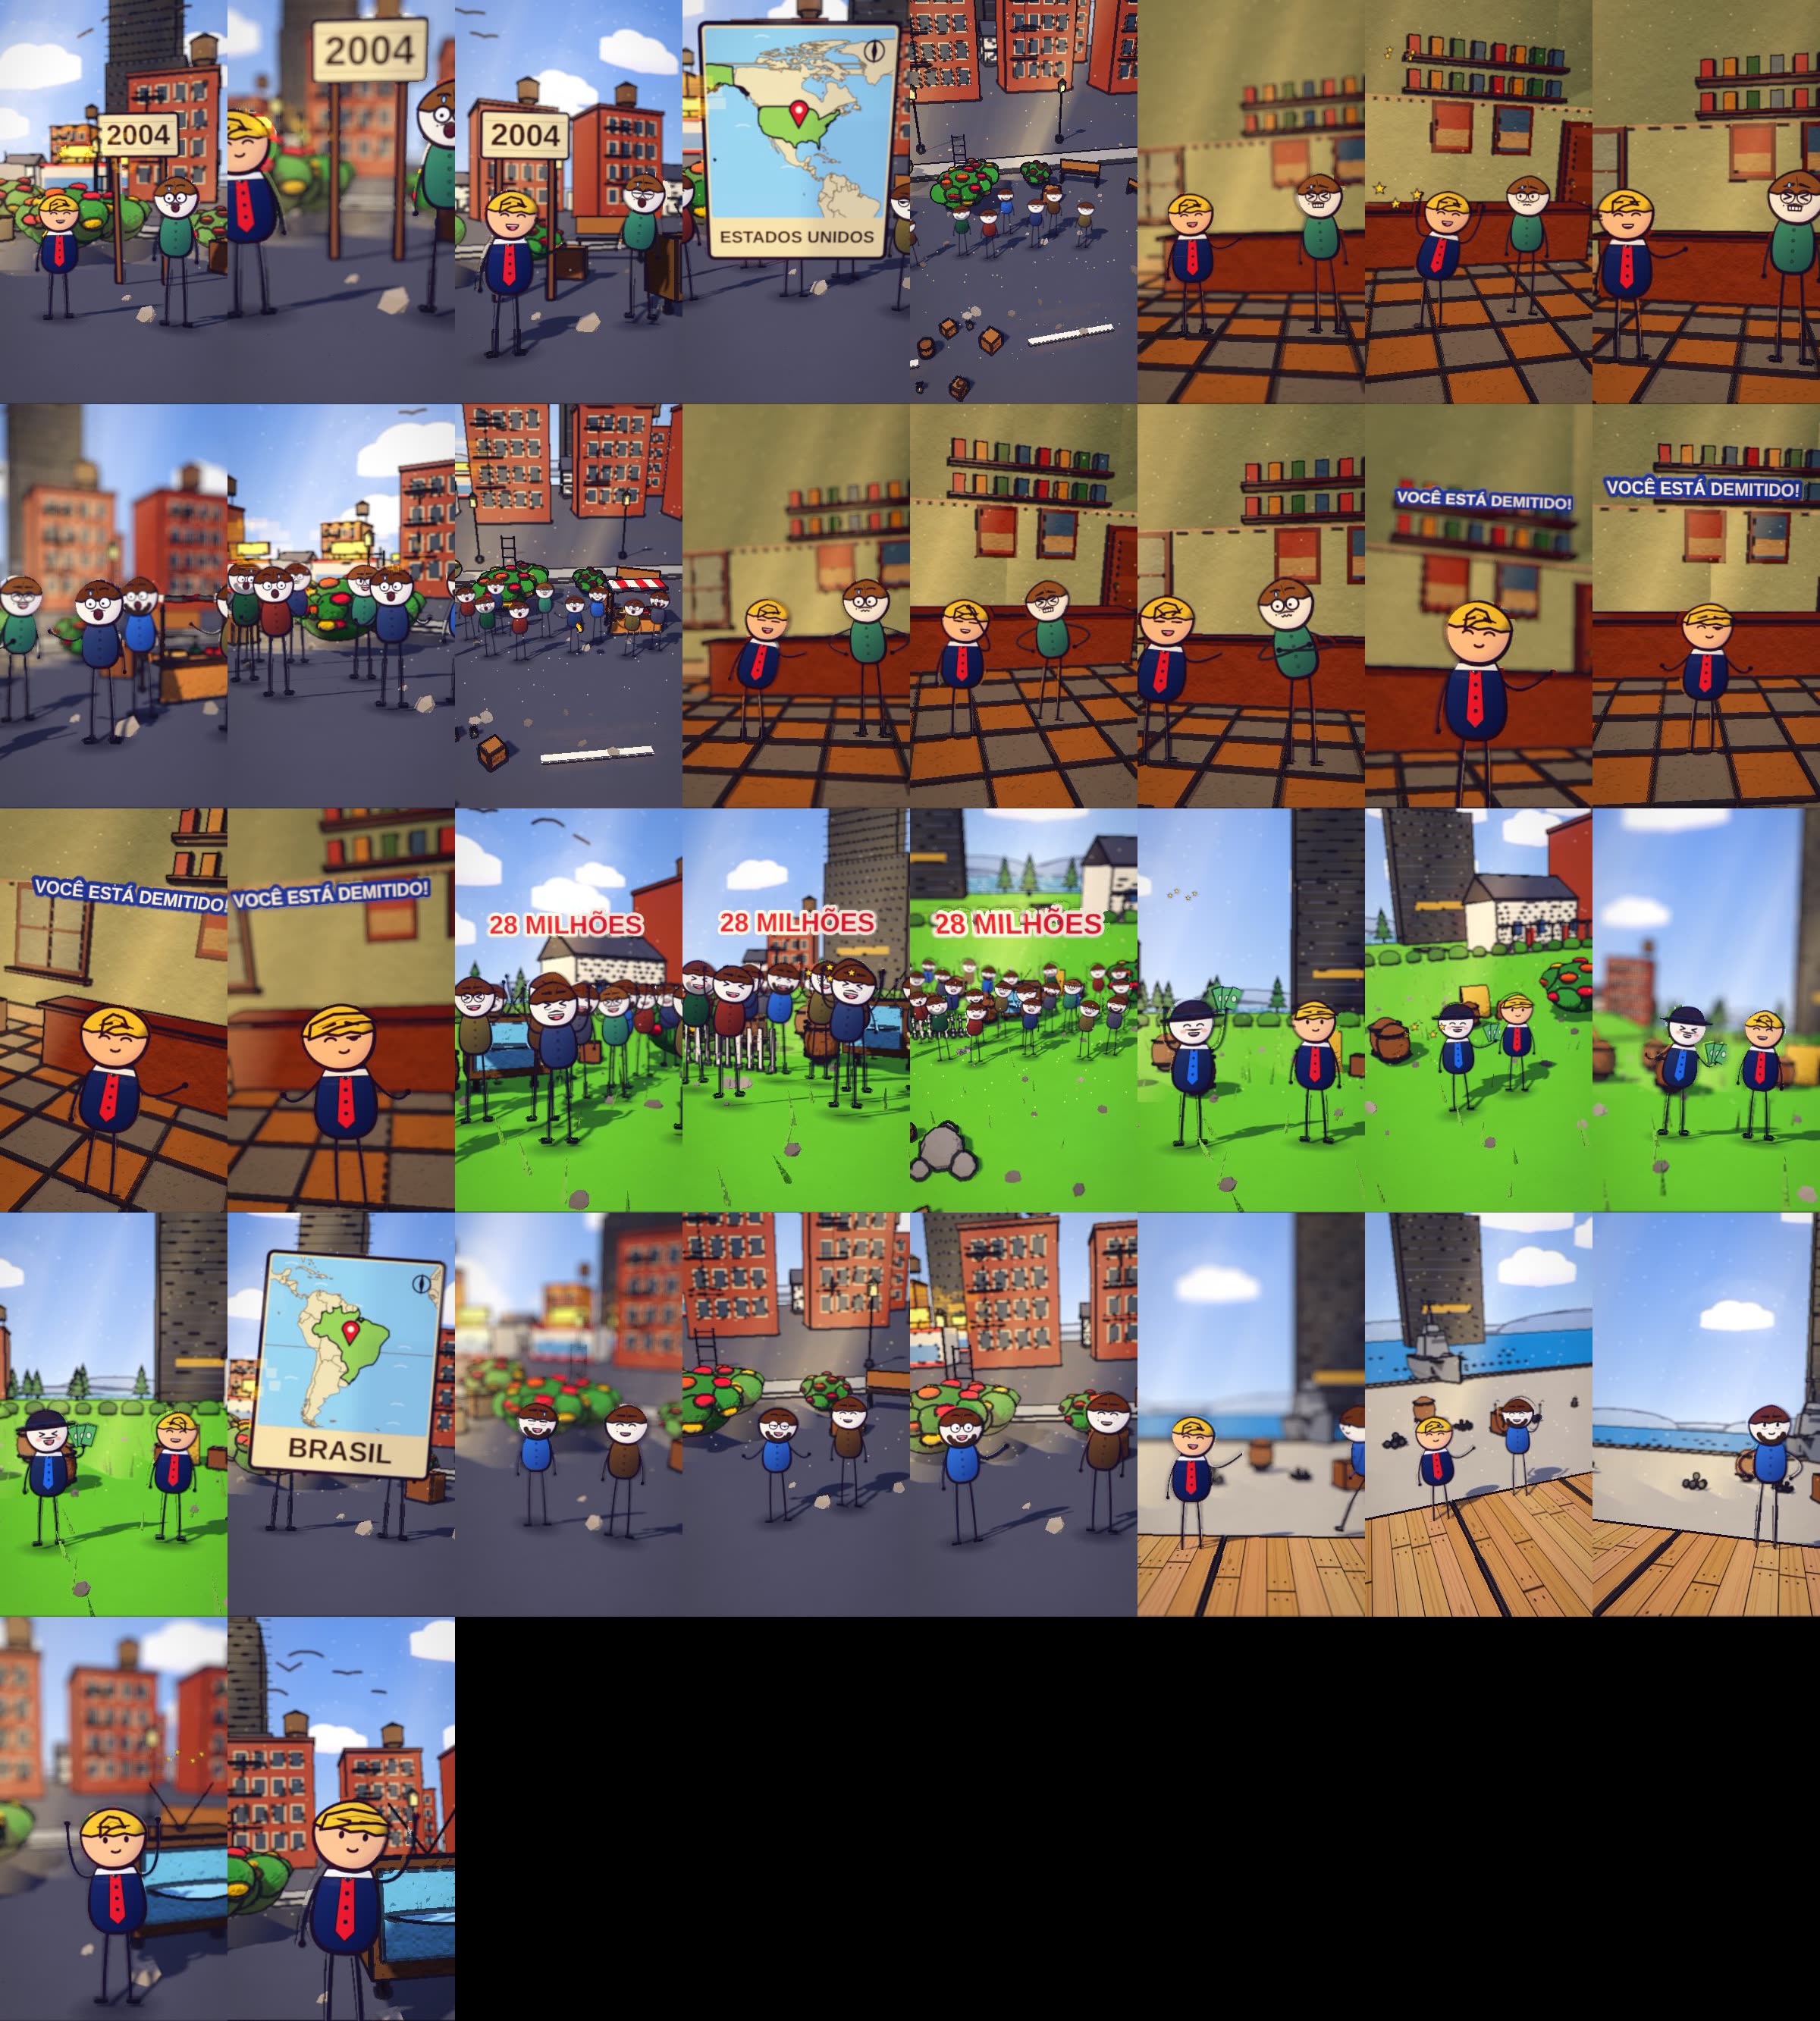 2004
2004
2004
ESTADOS UNIDOS
VOCÊ ESTÁ DEMITIDO!
VOCÊ ESTÁ DEMITIDO!
VOCÊ ESTÁ DEMITIDO!
VOCÊ ESTÁ DEMITIDO!
28 MILHÕES
28 MILHÕES
28 MILHÕES
BRASIL